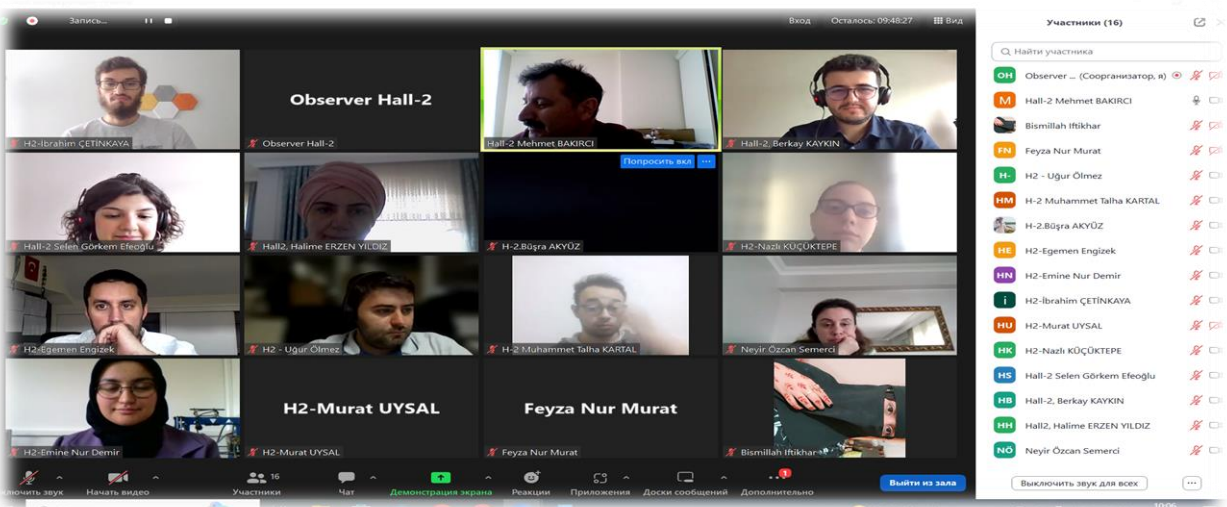 Запись...
Вход
Осталось: 09:48:27
Вид
H2-İbrahim ÇETİNKAYA
Observer Hall-2
Observer Hall-2
Hall-2 Mehmet BAKIRCI
Hall-2, Berkay KAYKIN
Hall-2 Selen Görkem Efeoğlu
Hall2, Halime ERZEN YILDIZ
Попросить вкл ...
H-2.Büşra AKYÜZ
H2-Nazlı KÜÇÜKTEPE
H2-Egemen Engizek
H2 - Uğur Ölmez
H-2 Muhammet Talha KARTAL
Neyir Özcan Semerci
H2-Emine Nur Demir
H2-Murat UYSAL
H2-Murat UYSAL
Feyza Nur Murat
Feyza Nur Murat
Bismillah Iftikhar
Начать видео
Участники
16
Чат
Демонстрация экрана
Реакции
Приложения
Доски сообщений
Дополнительно
1
Выйти из зала
Участники (16)
Найти участника
OH Observer ... (Соорганизатор, я)
M Hall-2 Mehmet BAKIRCI
Bismillah Iftikhar
FN Feyza Nur Murat
H- H2 - Uğur Ölmez
HM H-2 Muhammet Talha KARTAL
H-2.Büşra AKYÜZ
HE H2-Egemen Engizek
HN H2-Emine Nur Demir
i H2-İbrahim ÇETİNKAYA
HU H2-Murat UYSAL
HK H2-Nazlı KÜÇÜKTEPE
HS Hall-2 Selen Görkem Efeoğlu
HB Hall-2, Berkay KAYKIN
HH Hall2, Halime ERZEN YILDIZ
NÖ Neyir Özcan Semerci
Выключить звук для всех
...
10:06